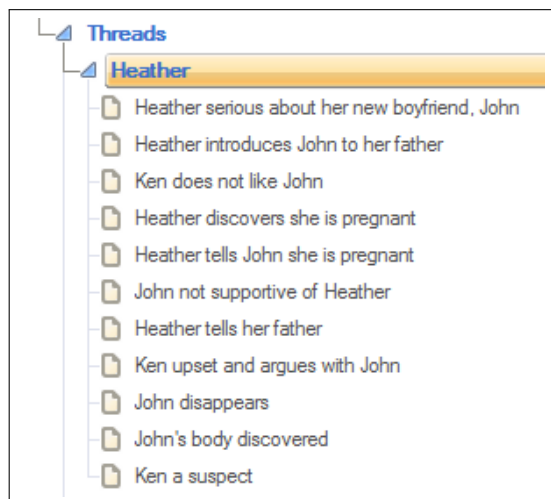 Threads
Heather
Heather serious about her new boyfriend, John
Heather introduces John to her father
Ken does not like John
Heather discovers she is pregnant
Heather tells John she is pregnant
John not supportive of Heather
Heather tells her father
Ken upset and argues with John
John disappears
John's body discovered
Ken a suspect